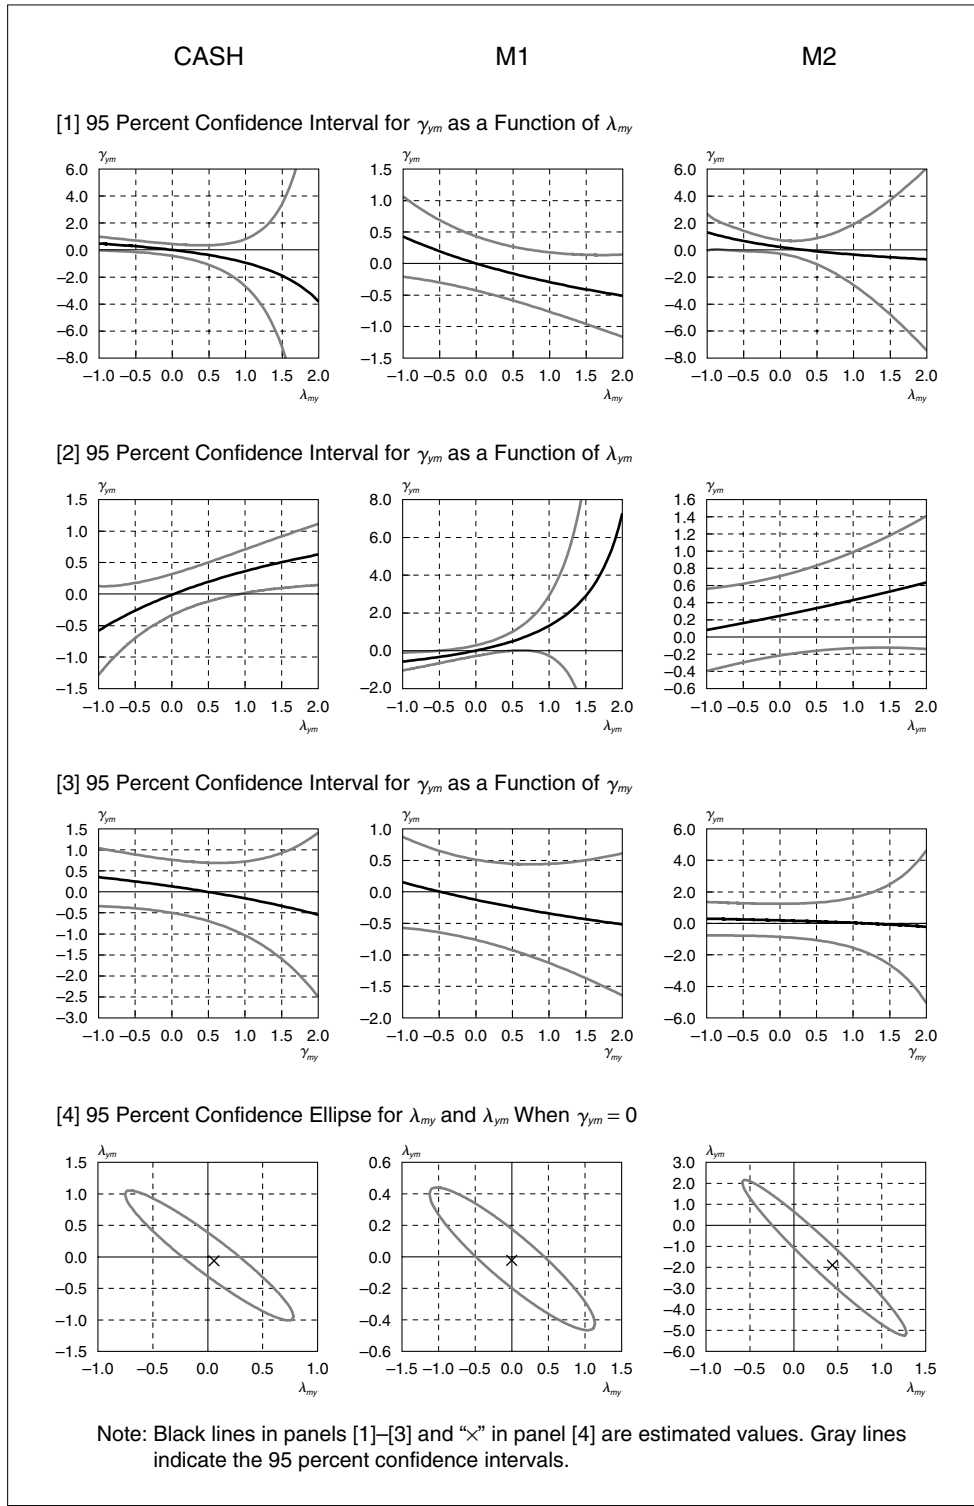 CASH M1 M2
[1] 95 Percent Confidence Interval for γym as a Function of λmy
γym γym γym
6.0 1.5 6.0
4.0 1.0 4.0
2.0 0.5 2.0
0.0 0.0 0.0
–2.0 –0.5 –2.0
–4.0 –1.0 –4.0
–6.0 –6.0
–8.0 –1.5 –8.0
–1.0 –0.5 0.0 0.5 1.0 1.5 2.0 –1.0 –0.5 0.0 0.5 1.0 1.5 2.0 –1.0 –0.5 0.0 0.5 1.0 1.5 2.0
λmy λmy λmy
[2] 95 Percent Confidence Interval for γym as a Function of λym
γym γym γym
1.5 8.0 1.6
1.0 6.0 1.4
0.5 4.0 1.2
0.0 2.0 1.0
–0.5 0.0 0.8
–1.0 –2.0 0.6
–1.5 0.4
0.2
0.0
–0.2
–0.4
–0.6
–1.0 –0.5 0.0 0.5 1.0 1.5 2.0 –1.0 –0.5 0.0 0.5 1.0 1.5 2.0 –1.0 –0.5 0.0 0.5 1.0 1.5 2.0
λym λym λym
[3] 95 Percent Confidence Interval for γym as a Function of γmy
γym γym γym
1.5 1.0 6.0
1.0 0.5 4.0
0.5 0.0 2.0
0.0 –0.5 0.0
–0.5 –1.0 –2.0
–1.0 –1.5 –4.0
–1.5 –2.0 –6.0
–2.0
–2.5
–3.0
–1.0 –0.5 0.0 0.5 1.0 1.5 2.0 –1.0 –0.5 0.0 0.5 1.0 1.5 2.0 –1.0 –0.5 0.0 0.5 1.0 1.5 2.0
γmy γmy γmy
[4] 95 Percent Confidence Ellipse for λmy and λym When γym = 0
λym λym λym
1.5 0.6 3.0
1.0 0.4 2.0
0.5 0.2 1.0
0.0 0.0 0.0
–0.5 –0.2 –1.0
–1.0 –0.4 –2.0
–1.5 –0.6 –3.0
–4.0
–5.0
–6.0
–1.0 –0.5 0.0 0.5 1.0 –1.5 –1.0 –0.5 0.0 0.5 1.0 1.5 –1.0 –0.5 0.0 0.5 1.0 1.5
λmy λmy λmy
Note: Black lines in panels [1]–[3] and “×” in panel [4] are estimated values. Gray lines
indicate the 95 percent confidence intervals.